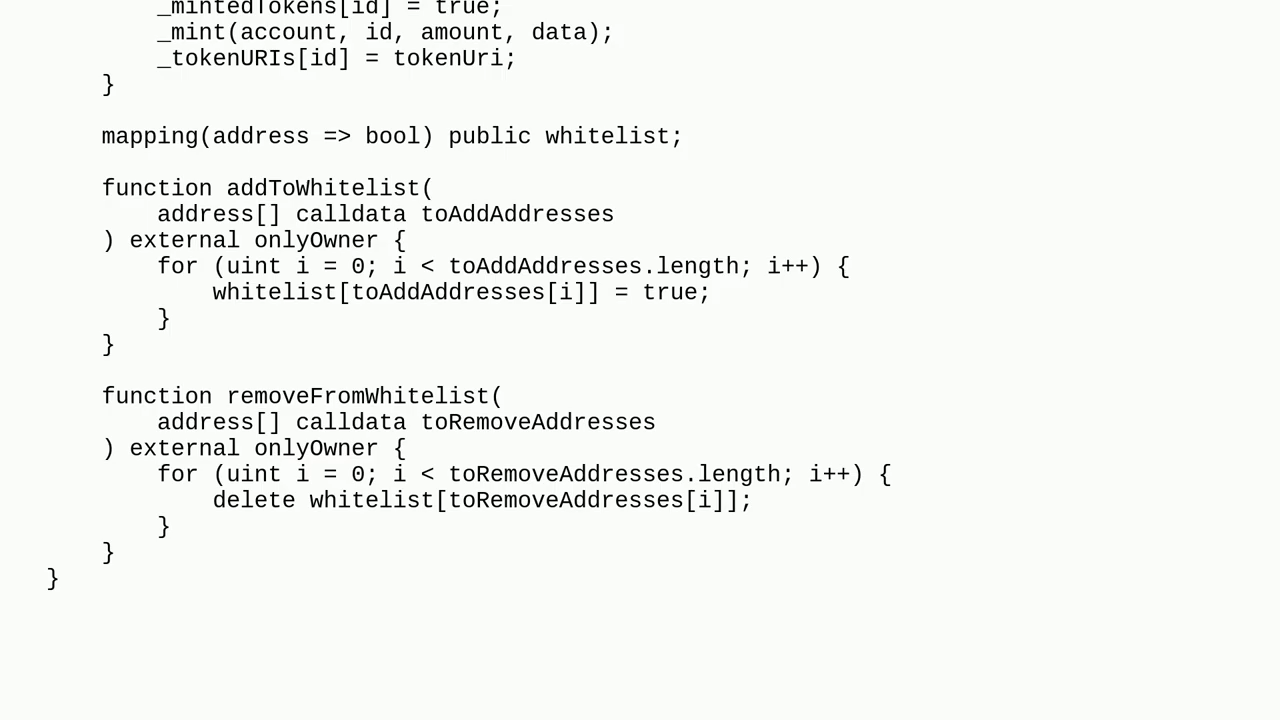 _mintedTokens[id] = true;
_mint(account, id, amount, data);
_tokenURIs[id] = tokenUri;
}
mapping(address => bool) public whitelist;
function addToWhitelist(
address[] calldata toAddAddresses
) external onlyOwner {
for (uint i = 0; i < toAddAddresses.length; i++) {
whitelist[toAddAddresses[i]] = true;
}
}
function removeFromWhitelist(
address[] calldata toRemoveAddresses
) external onlyOwner {
for (uint i = 0; i < toRemoveAddresses.length; i++) {
delete whitelist[toRemoveAddresses[i]];
}
}
}